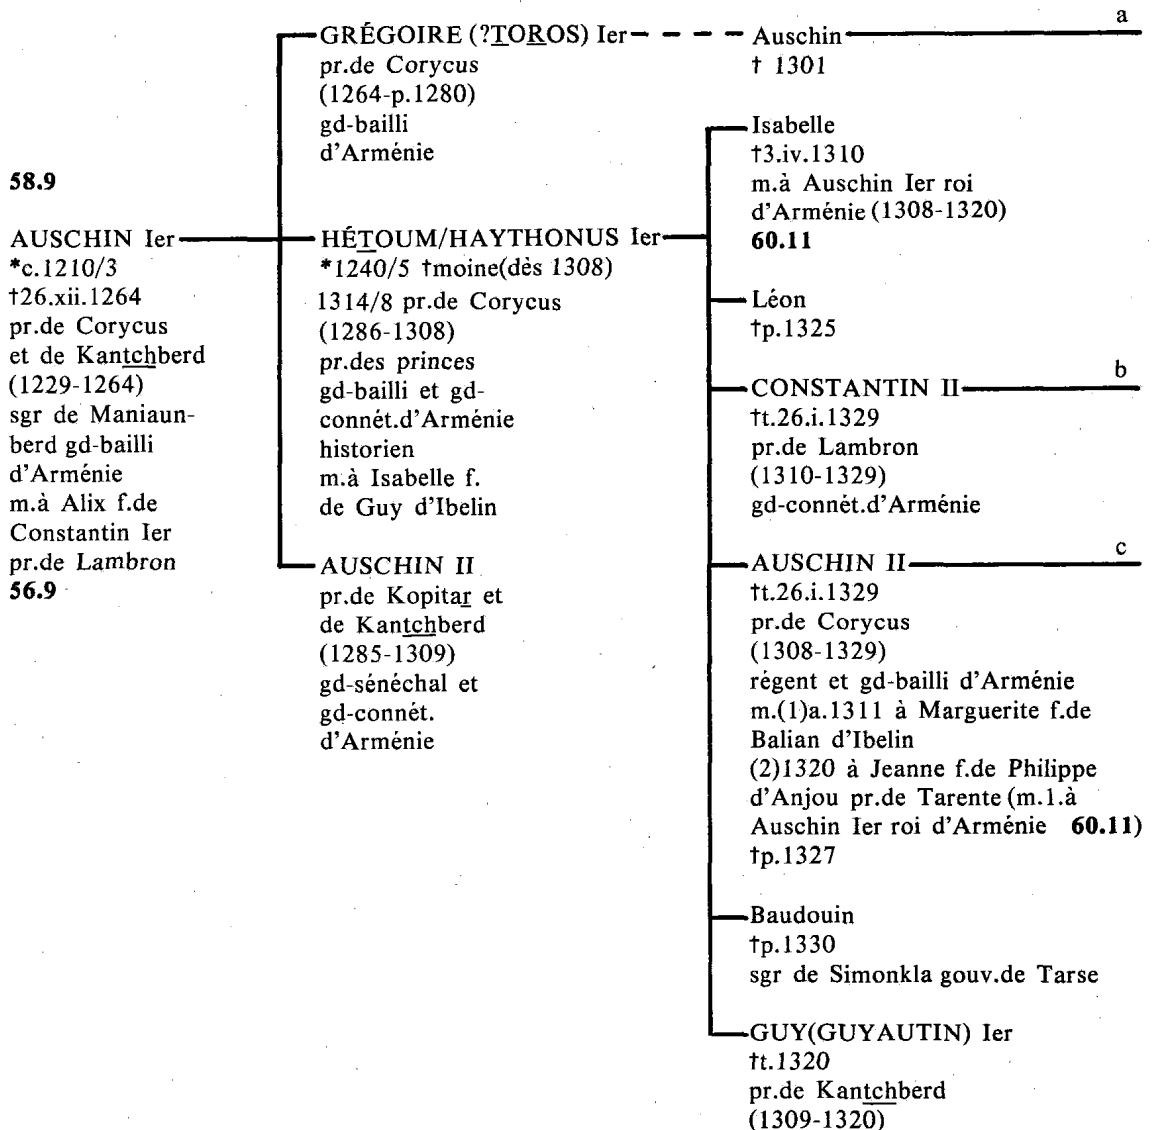 58.9
AUSCHIN Ier
*c.1210/3
†26.xii.1264
pr.de Corycus
et de Kantchberd
(1229-1264)
sgr de Maniaun-
berd gd-bailli
d'Arménie
m.à Alix f.de
Constantin Ier
pr.de Lambron
56.9
GRÉGOIRE (?TOROS) Ier
pr.de Corycus
(1264-p.1280)
gd-bailli
d'Arménie
HÉTOUM/HAYTHONUS Ier
*1240/5 †moine(dès 1308)
1314/8 pr.de Corycus
(1286-1308)
pr.des princes
gd-bailli et gd-
connét.d'Arménie
historien
m.à Isabelle f.
de Guy d'Ibelin
AUSCHIN II
pr.de Kopitar et
de Kantchberd
(1285-1309)
gd-sénéchal et
gd-connét.
d'Arménie
Auschin
a
† 1301
Isabelle
†3.iv.1310
m.à Auschin Ier roi
d'Arménie (1308-1320)
60.11
Léon
†p.1325
CONSTANTIN II
b
†t.26.i.1329
pr.de Lambron
(1310-1329)
gd-connét.d'Arménie
AUSCHIN II
c
†t.26.i.1329
pr.de Corycus
(1308-1329)
régent et gd-bailli d'Arménie
m.(1)a.1311 à Marguerite f.de
Balian d'Ibelin
(2)1320 à Jeanne f.de Philippe
d'Anjou pr.de Tarente (m.1.à
Auschin Ier roi d'Arménie 60.11)
†p.1327
Baudouin
†p.1330
sgr de Simonkla gouv.de Tarse
GUY(GUYAUTIN) Ier
†t.1320
pr.de Kantchberd
(1309-1320)